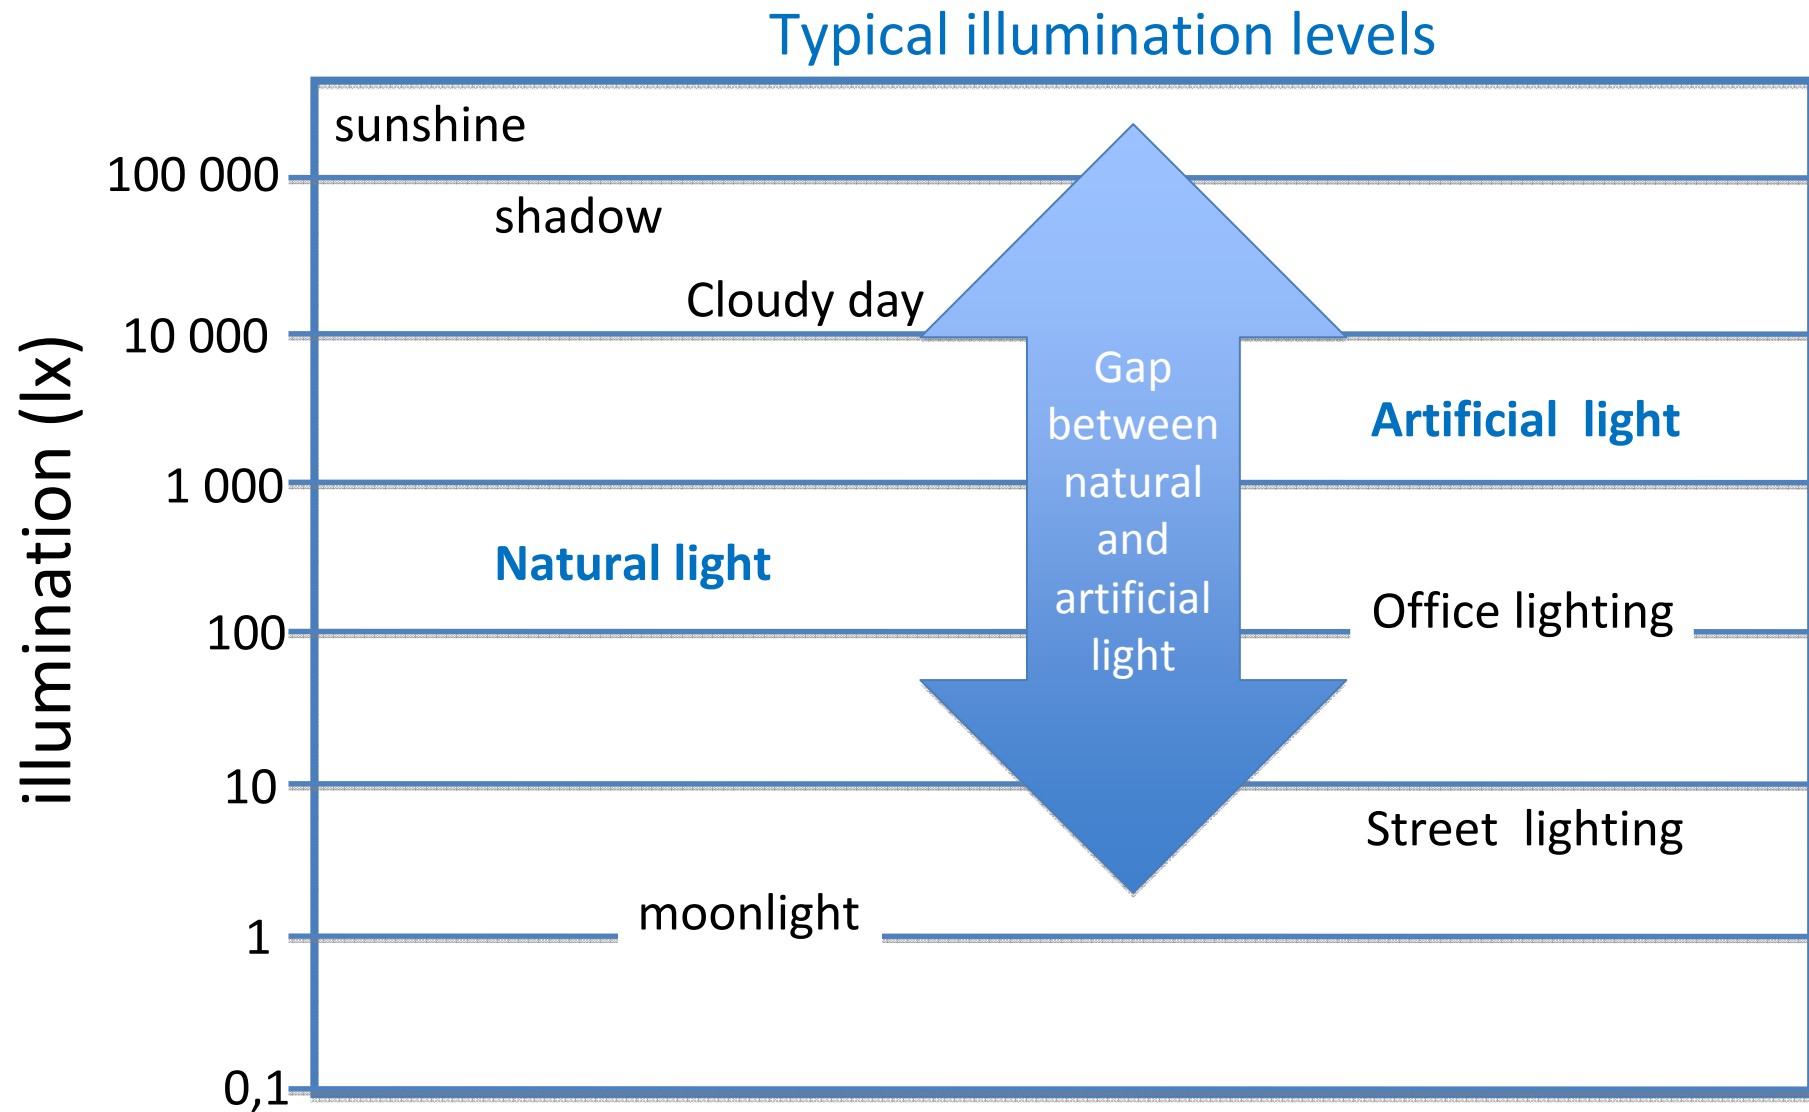 Typical illumination levels
illumination (lx)
sunshine
100 000
shadow
Cloudy day
10 000
Gap
between
natural
and
artificial
light
Artificial  light
1 000
Natural light
100
Office lighting
10
Street  lighting
moonlight
1
0,1